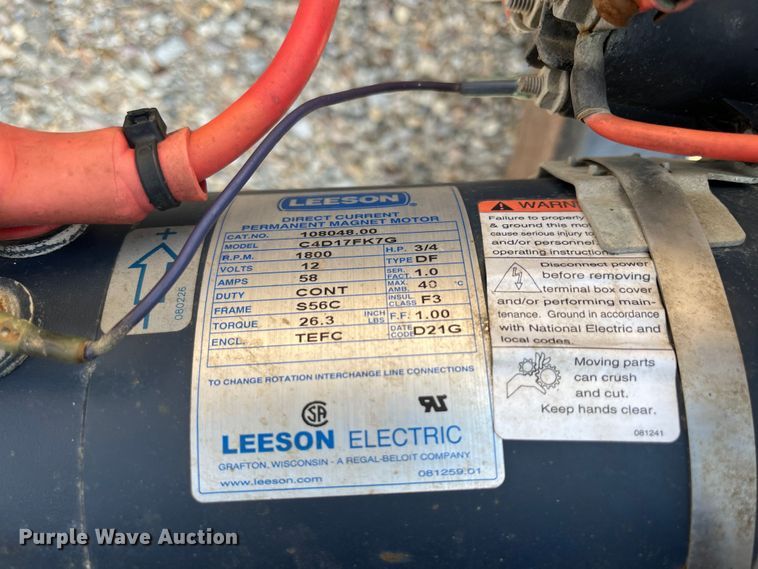 LEESON
DIRECT CURRENT
PERMANENT MAGNET MOTOR
CAT.NO. 108048.00
MODEL C4D17FK7G H.P. 3/4
R.P.M. 1800 TYPE DF
VOLTS 12 SER. FACT. 1.0
AMPS 58 MAX. AMB. 40 °C
DUTY CONT INSUL CLASS F3
FRAME S56C F.F. 1.00
TORQUE 26.3 INCH LBS DATE CODE D21G
ENCL. TEFC
TO CHANGE ROTATION INTERCHANGE LINE CONNECTIONS
LEESON ELECTRIC
GRAFTON, WISCONSIN - A REGAL-BELOIT COMPANY
www.leeson.com 081259.01
+
080226
Failure to properly
& ground this mo
cause serious injury to
and/or personnel.
operating instruction
Disconnect power
before removing
terminal box cover
and/or performing main-
tenance. Ground in accordance
with National Electric and
local codes.
Moving parts
can crush
and cut.
Keep hands clear.
081241
Purple Wave Auction